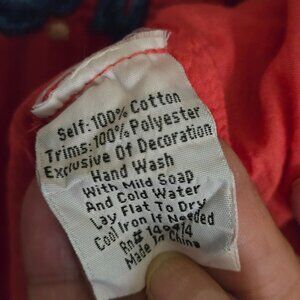 Self: 100% Cotton
Trims: 100% Polyester
Exclusive Of Decoration
Hand Wash
With Mild Soap
And Cold Water
Lay Flat To Dry
Cool Iron If Needed
Rn#
Made In China